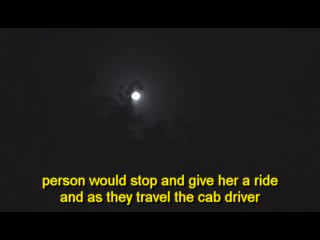 person would stop and give her a ride
and as they travel the cab driver